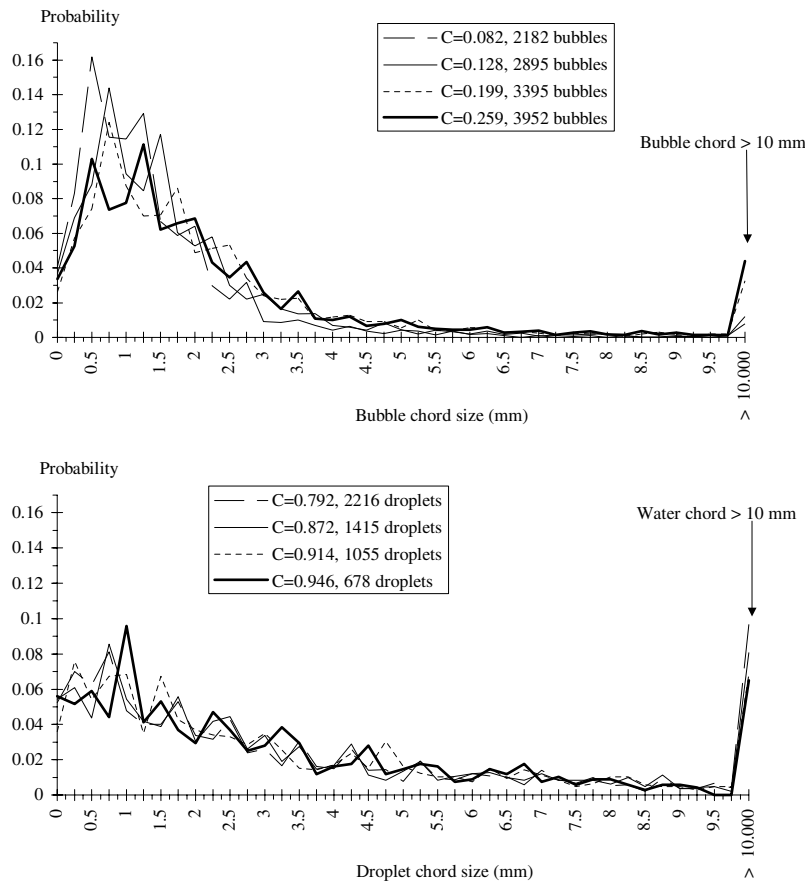 Probability
C=0.082, 2182 bubbles
C=0.128, 2895 bubbles
C=0.199, 3395 bubbles
C=0.259, 3952 bubbles
Bubble chord > 10 mm
0.16
0.14
0.12
0.1
0.08
0.06
0.04
0.02
0
0 0.5 1 1.5 2 2.5 3 3.5 4 4.5 5 5.5 6 6.5 7 7.5 8 8.5 9 9.5 > 10.000
Bubble chord size (mm)
Probability
C=0.792, 2216 droplets
C=0.872, 1415 droplets
C=0.914, 1055 droplets
C=0.946, 678 droplets
Water chord > 10 mm
0.16
0.14
0.12
0.1
0.08
0.06
0.04
0.02
0
0 0.5 1 1.5 2 2.5 3 3.5 4 4.5 5 5.5 6 6.5 7 7.5 8 8.5 9 9.5 > 10.000
Droplet chord size (mm)